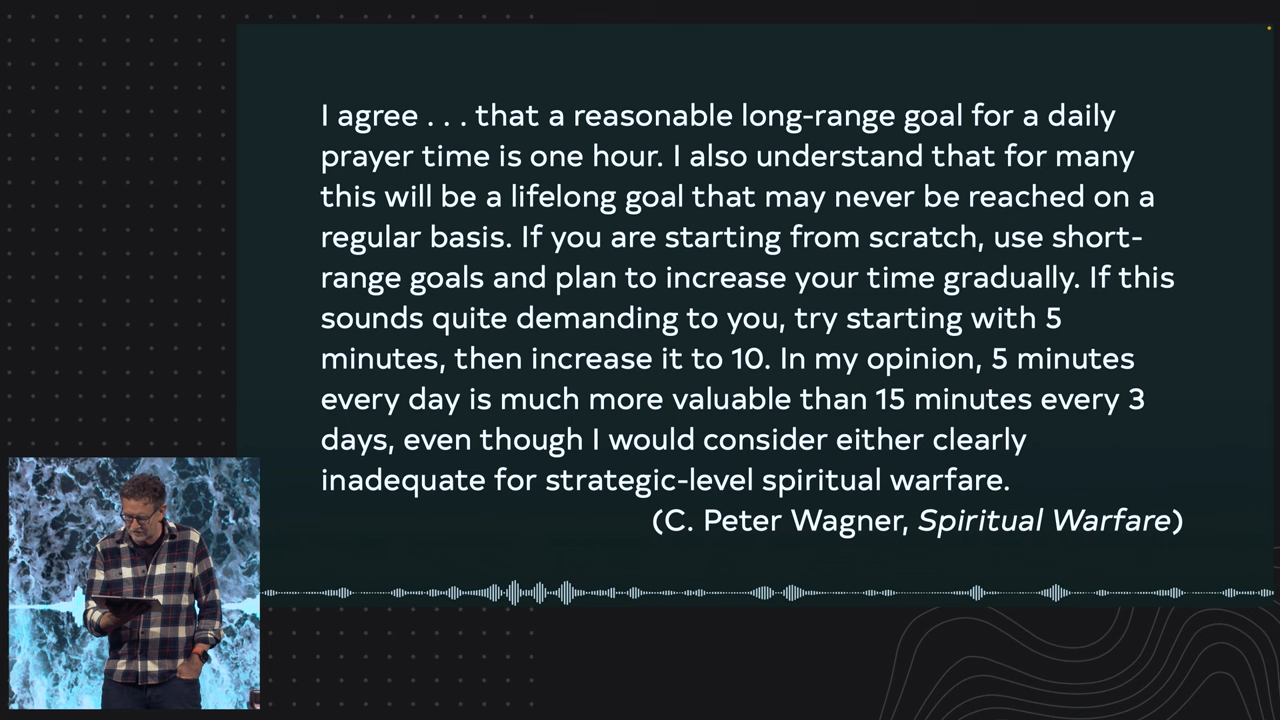 I agree . . . that a reasonable long-range goal for a daily
prayer time is one hour. I also understand that for many
this will be a lifelong goal that may never be reached on a
regular basis. If you are starting from scratch, use short-
range goals and plan to increase your time gradually. If this
sounds quite demanding to you, try starting with 5
minutes, then increase it to 10. In my opinion, 5 minutes
every day is much more valuable than 15 minutes every 3
days, even though I would consider either clearly
inadequate for strategic-level spiritual warfare.
(C. Peter Wagner, Spiritual Warfare)